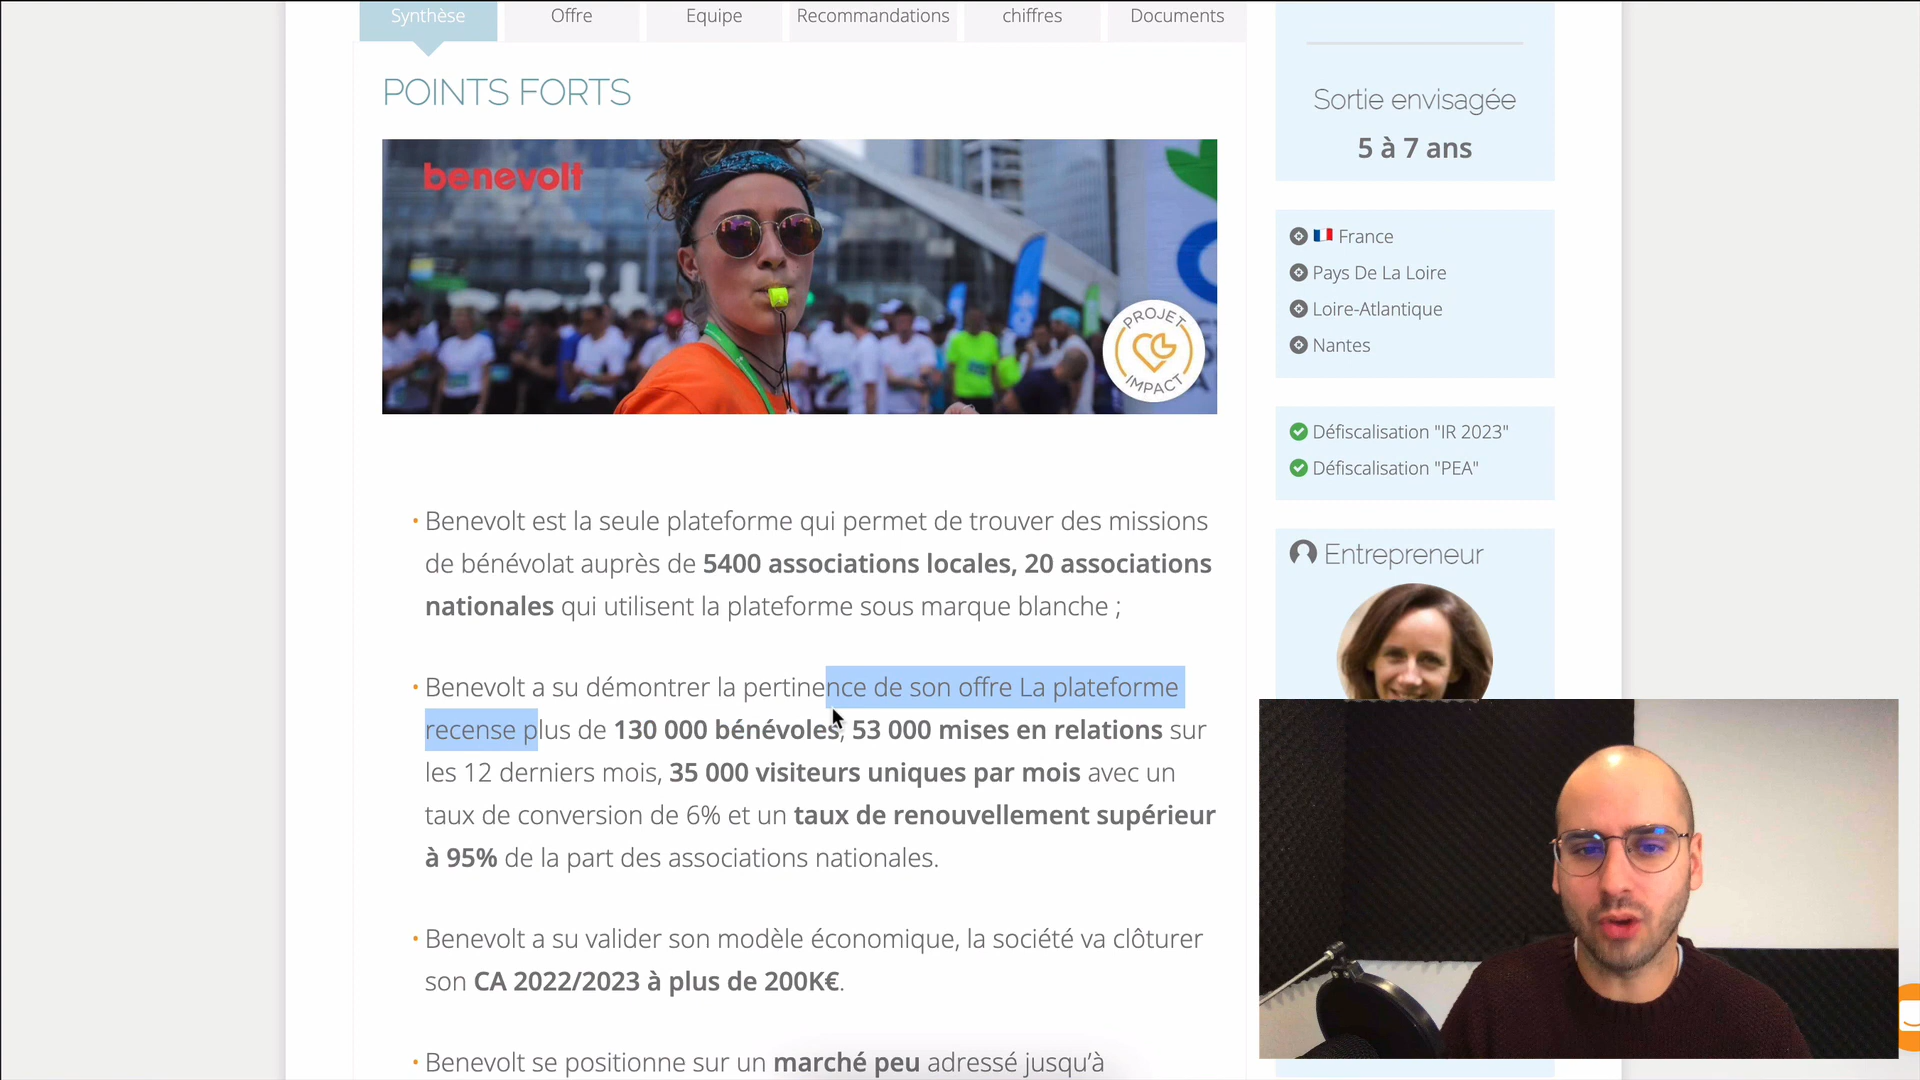 Synthèse
Offre
Equipe
Recommandations
chiffres
Documents
POINTS FORTS
benevolt
PROJET
IMPACT
Benevolt est la seule plateforme qui permet de trouver des missions
de bénévolat auprès de 5400 associations locales, 20 associations
nationales qui utilisent la plateforme sous marque blanche ;
Benevolt a su démontrer la pertinence de son offre La plateforme
recense plus de 130 000 bénévoles, 53 000 mises en relations sur
les 12 derniers mois, 35 000 visiteurs uniques par mois avec un
taux de conversion de 6% et un taux de renouvellement supérieur
à 95% de la part des associations nationales.
Benevolt a su valider son modèle économique, la société va clôturer
son CA 2022/2023 à plus de 200K€.
Benevolt se positionne sur un marché peu adressé jusqu'à
Sortie envisagée
5 à 7 ans
France
Pays De La Loire
Loire-Atlantique
Nantes
Défiscalisation "IR 2023"
Défiscalisation "PEA"
Entrepreneur